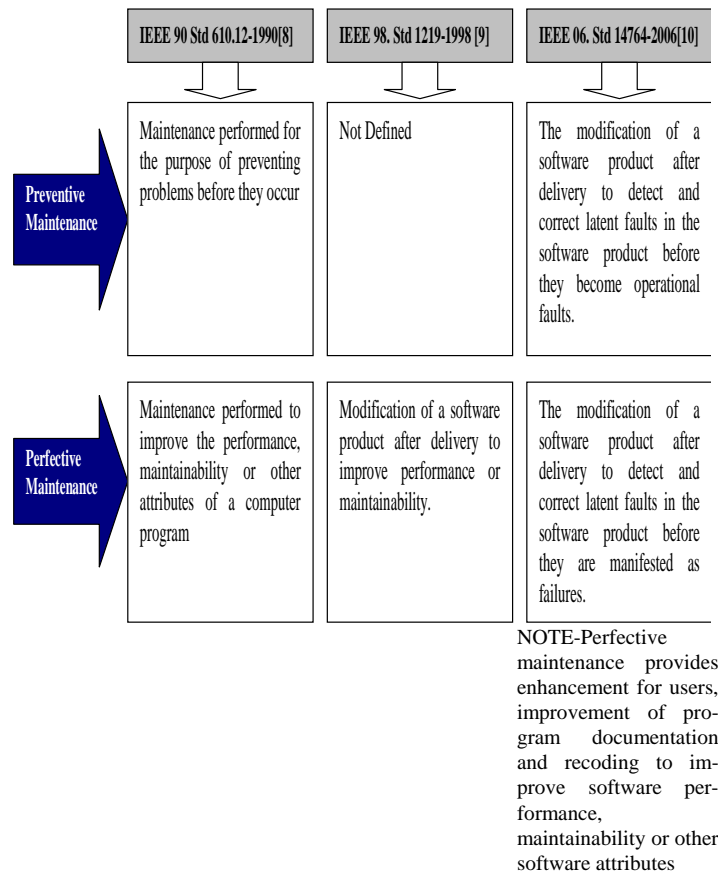 IEEE 90 Std 610.12-1990[8]
IEEE 98. Std 1219-1998 [9]
IEEE 06. Std 14764-2006[10]
Preventive
Maintenance
Maintenance performed for
the purpose of preventing
problems before they occur
Not Defined
The modification of a
software product after
delivery to detect and
correct latent faults in the
software product before
they become operational
faults.
Perfective
Maintenance
Maintenance performed to
improve the performance,
maintainability or other
attributes of a computer
program
Modification of a software
product after delivery to
improve performance or
maintainability.
The modification of a
software product after
delivery to detect and
correct latent faults in the
software product before
they are manifested as
failures.
NOTE-Perfective
maintenance provides
enhancement for users,
improvement of pro-
gram documentation
and recoding to im-
prove software per-
formance,
maintainability or other
software attributes